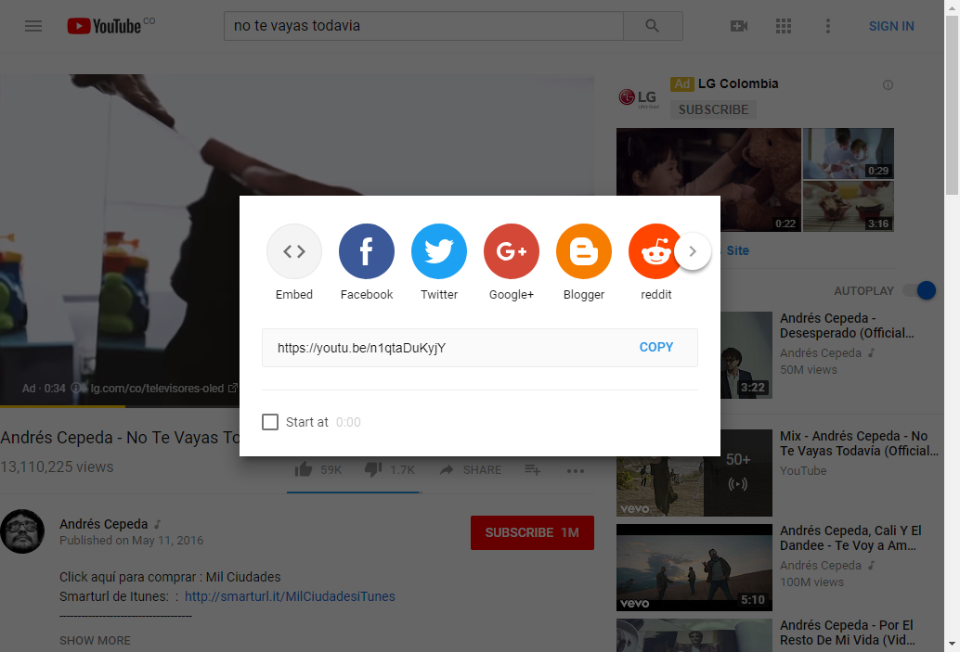 YouTube CO
no te vayas todavia
SIGN IN
Ad LG Colombia
LG
SUBSCRIBE
0:29
0:22
3:16
Site
Embed
Facebook
Twitter
Google+
Blogger
reddit
https://youtu.be/n1qtaDuKyjY
COPY
Start at 0:00
Ad · 0:34
lg.com/co/televisores-oled
Andrés Cepeda - No Te Vayas To
13,110,225 views
59K
1.7K
SHARE
Andrés Cepeda
Published on May 11, 2016
SUBSCRIBE 1M
Click aquí para comprar : Mil Ciudades
Smarturl de Itunes: : http://smarturl.it/MilCiudadesiTunes
----------------------------------------
SHOW MORE
AUTOPLAY
Andrés Cepeda -
Desesperado (Official...
Andrés Cepeda
50M views
3:22
Mix - Andrés Cepeda - No
Te Vayas Todavía (Official...
YouTube
50+
vevo
Andrés Cepeda, Cali Y El
Dandee - Te Voy a Am...
Andrés Cepeda
100M views
vevo
5:10
Andrés Cepeda - Por El
Resto De Mi Vida (Vid...